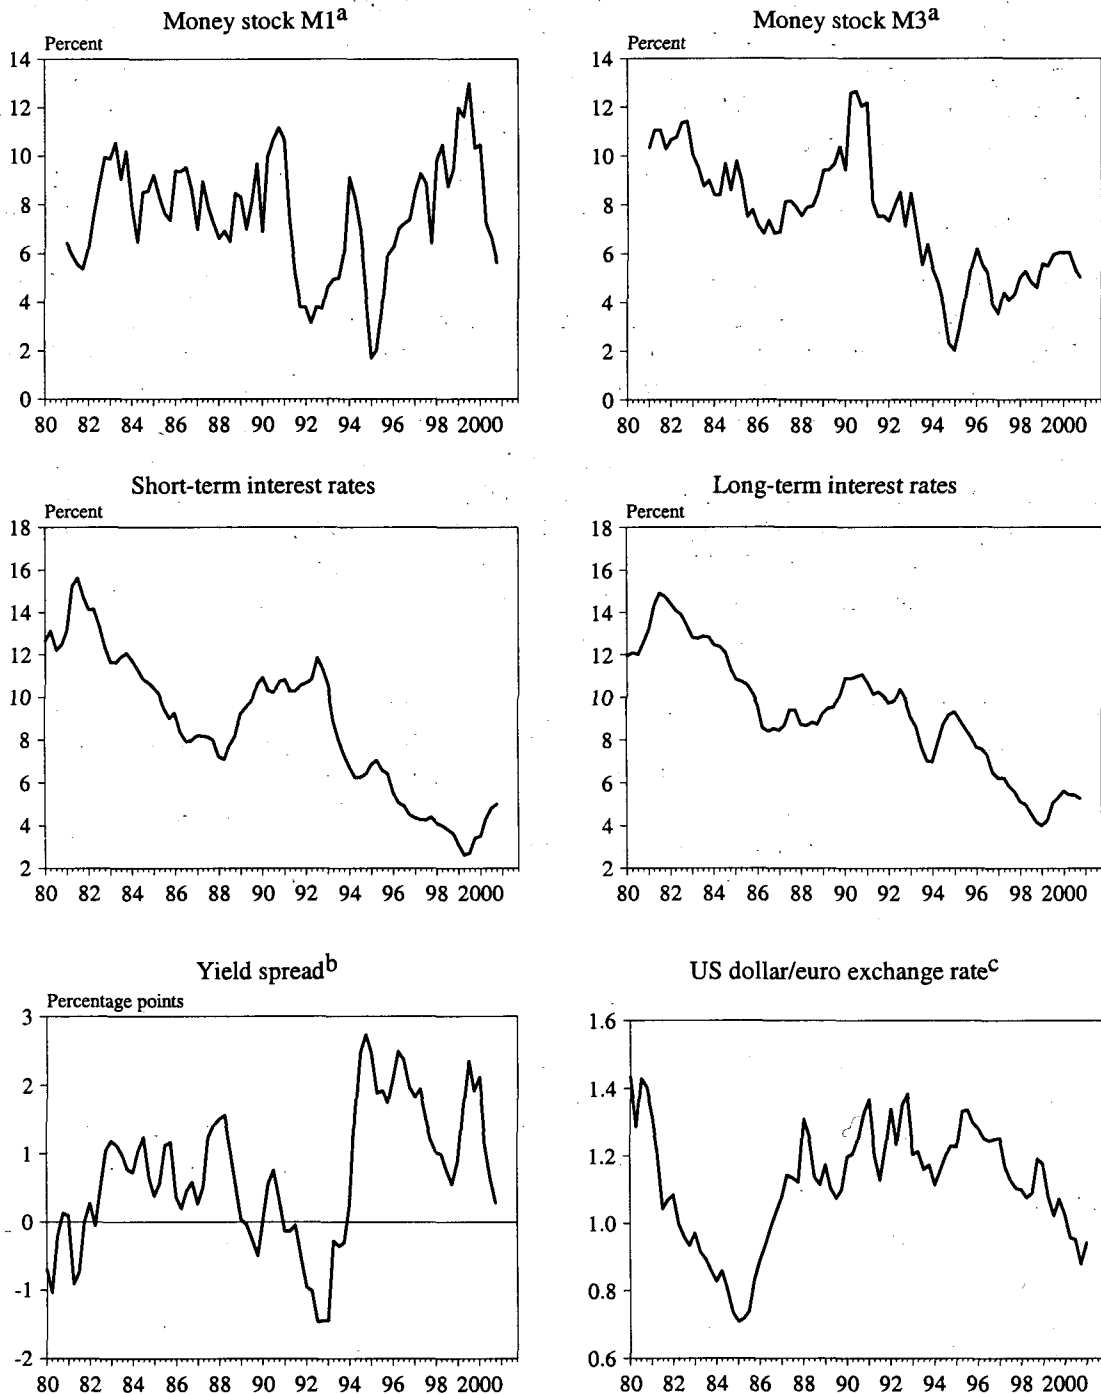 Money stock M1a
Percent
14
12
10
8
6
4
2
0
80 82 84 86 88 90 92 94 96 98 2000
Money stock M3a
Percent
14
12
10
8
6
4
2
0
80 82 84 86 88 90 92 94 96 98 2000
Short-term interest rates
Percent
18
16
14
12
10
8
6
4
2
80 82 84 86 88 90 92 94 96 98 2000
Long-term interest rates
Percent
18
16
14
12
10
8
6
4
2
80 82 84 86 88 90 92 94 96 98 2000
Yield spreadb
Percentage points
3
2
1
0
-1
-2
80 82 84 86 88 90 92 94 96 98 2000
US dollar/euro exchange ratec
1.6
1.4
1.2
1.0
0.8
0.6
80 82 84 86 88 90 92 94 96 98 2000